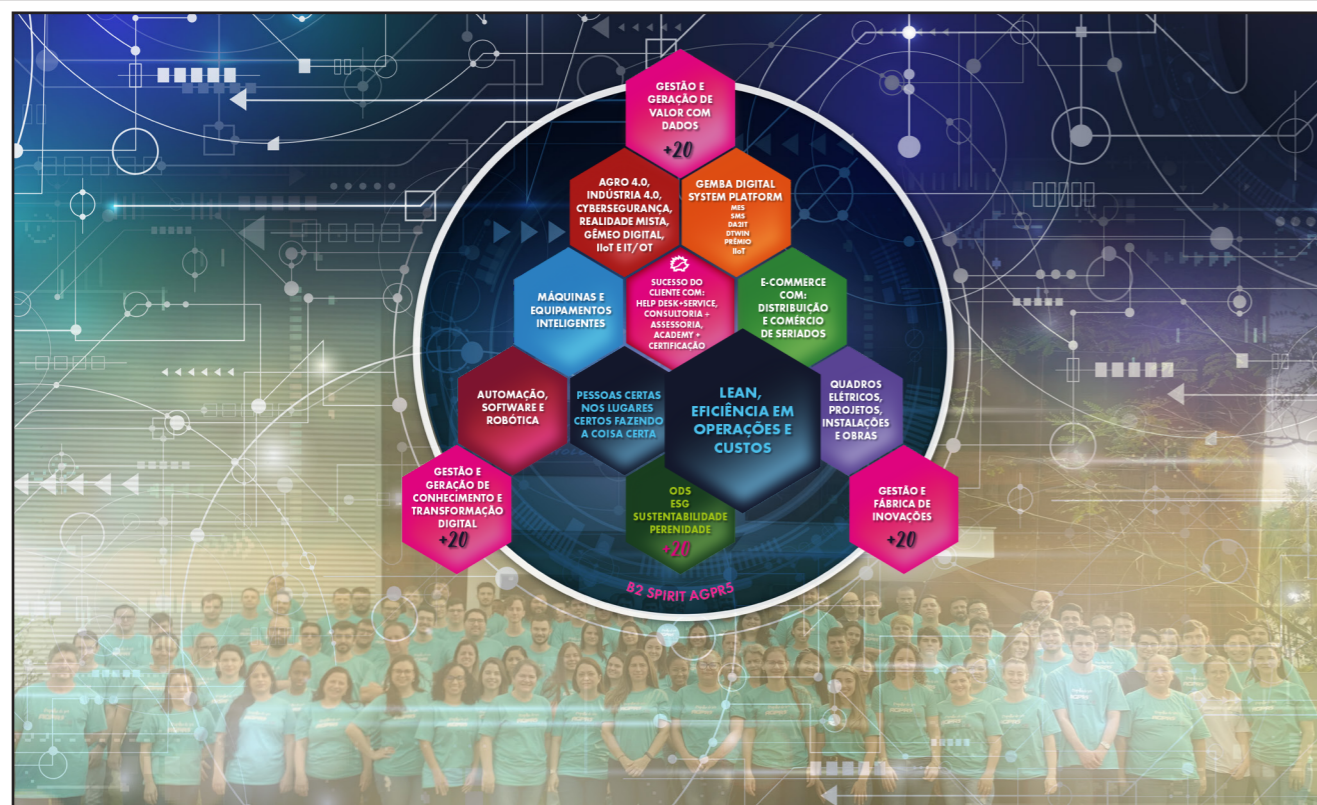 GESTÃO E
GERAÇÃO DE
VALOR COM
DADOS
+20
AGRO 4.0,
INDÚSTRIA 4.0,
CYBERSEGURANÇA,
REALIDADE MISTA,
GÊMEO DIGITAL,
IIoT E IT/OT
GEMBA DIGITAL
SYSTEM PLATFORM
MES
SMS
DA2IT
DTWIN
PRÊMIO
IIoT
MÁQUINAS E
EQUIPAMENTOS
INTELIGENTES
SUCESSO DO
CLIENTE COM:
HELP DESK+SERVICE,
CONSULTORIA +
ASSESSORIA,
ACADEMY +
CERTIFICAÇÃO
E-COMMERCE
COM:
DISTRIBUIÇÃO
E COMÉRCIO
DE SERIADOS
AUTOMAÇÃO,
SOFTWARE E
ROBÓTICA
PESSOAS CERTAS
NOS LUGARES
CERTOS FAZENDO
A COISA CERTA
LEAN,
EFICIÊNCIA EM
OPERAÇÕES E
CUSTOS
QUADROS
ELÉTRICOS,
PROJETOS,
INSTALAÇÕES
E OBRAS
GESTÃO E
GERAÇÃO DE
CONHECIMENTO E
TRANSFORMAÇÃO
DIGITAL
+20
ODS
ESG
SUSTENTABILIDADE
PERENIDADE
+20
GESTÃO E
FÁBRICA DE
INOVAÇÕES
+20
B2 SPIRIT AGPR5